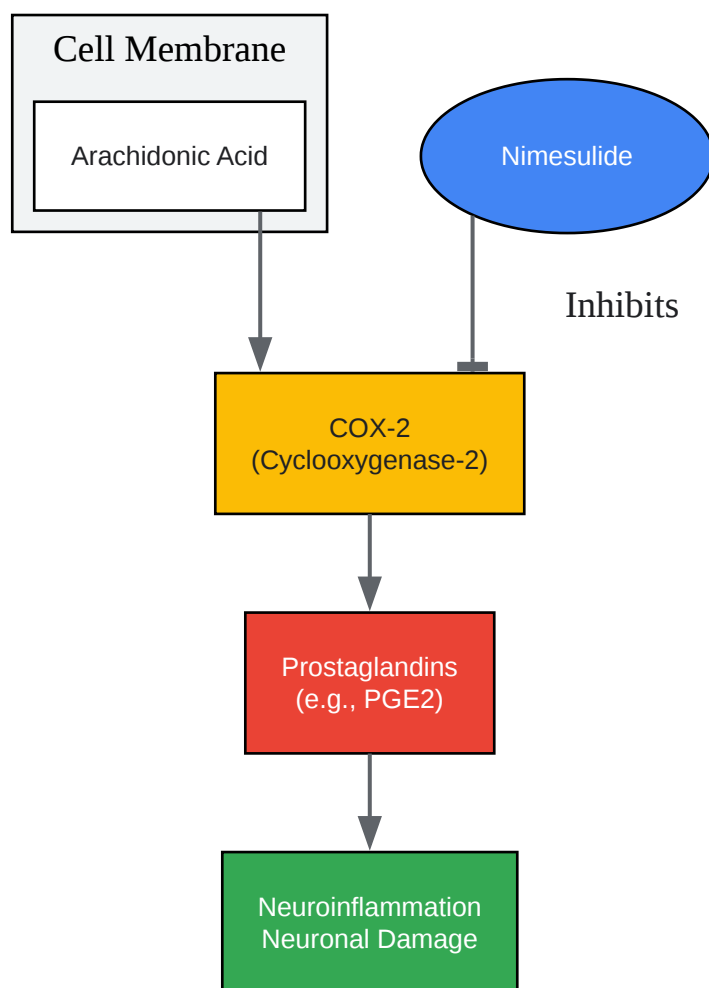 Cell Membrane
Arachidonic Acid
Nimesulide
Inhibits
COX-2
(Cyclooxygenase-2)
Prostaglandins
(e.g., PGE2)
Neuroinflammation
Neuronal Damage